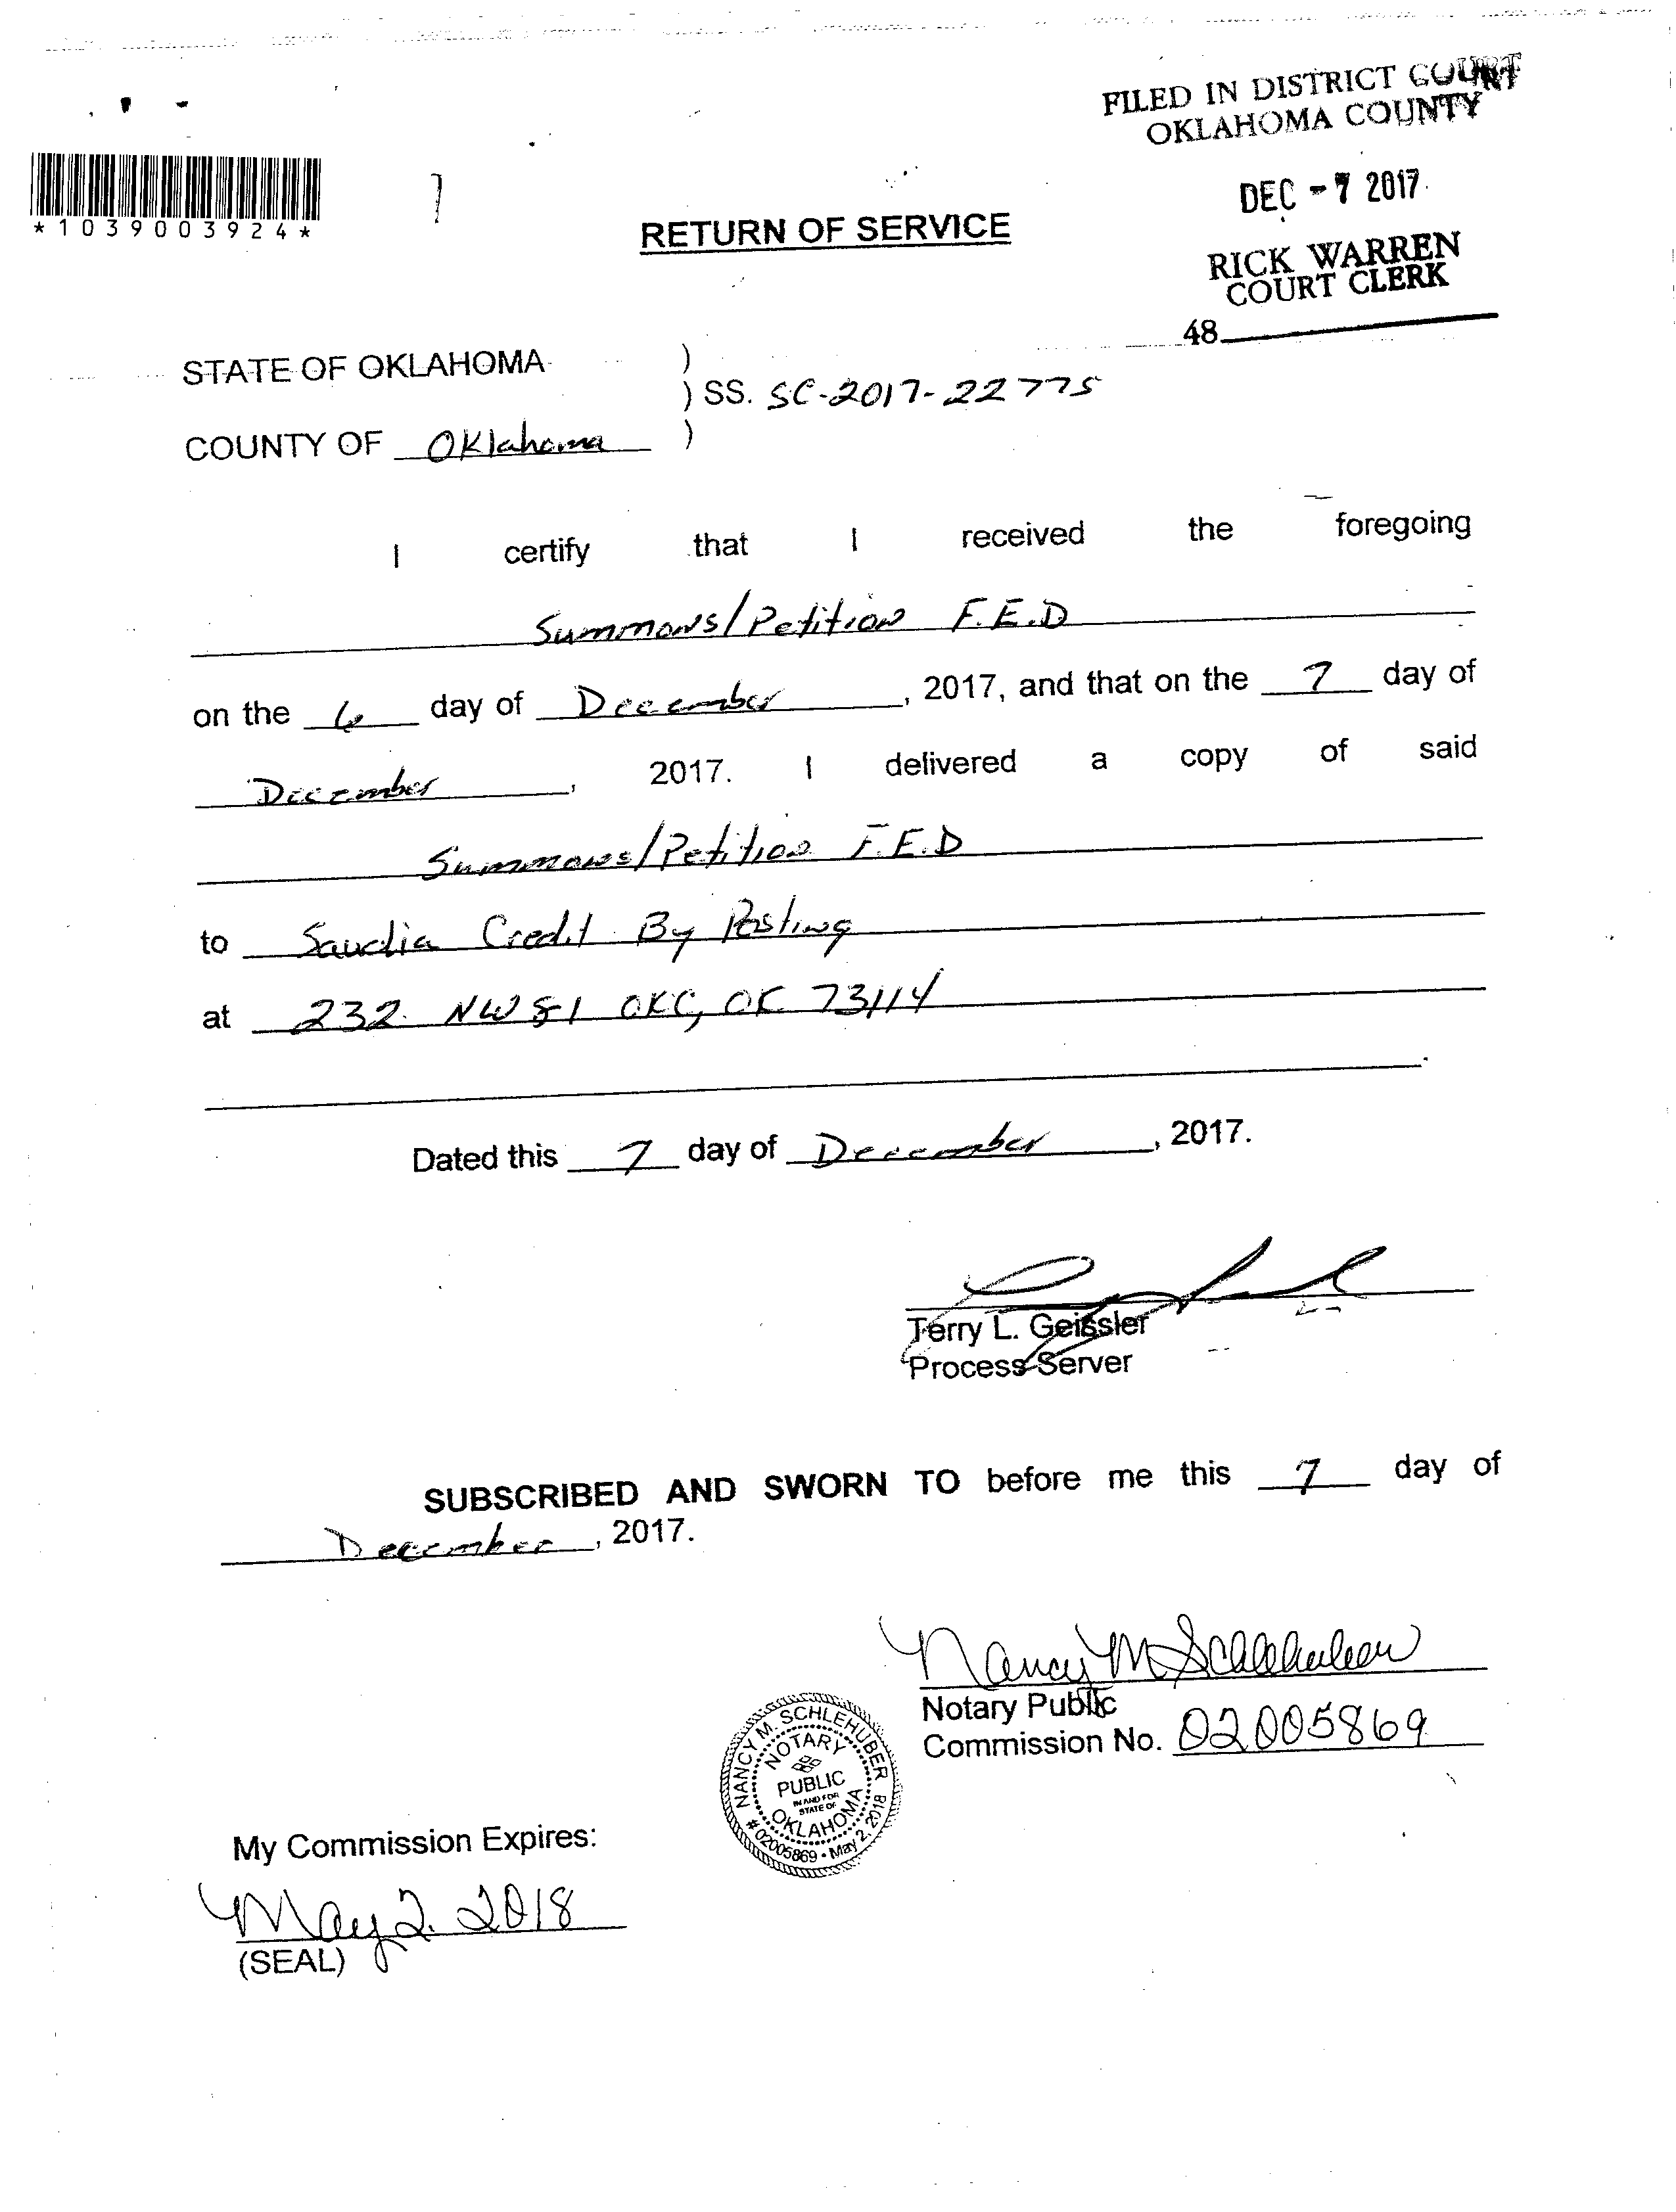 FILED IN DISTRICT COURT
OKLAHOMA COUNTY
DEC -7 2017
RICK WARREN
COURT CLERK
48
*1039003924*
RETURN OF SERVICE
STATE OF OKLAHOMA )
) SS. SC-2017-22775
COUNTY OF Oklahoma )
I certify that I received the foregoing
Summons/Petition F.E.D
on the 6 day of December, 2017, and that on the 7 day of
December, 2017. I delivered a copy of said
Summons/Petition F.E.D
to Saudia Credit By Posting
at 232 NW 81 OKC, OK 73114
Dated this 7 day of December, 2017.
Terry L. Geissler
Process Server
SUBSCRIBED AND SWORN TO before me this 7 day of
December, 2017.
Nancy M Schlehuber
Notary Public
Commission No. 02005869
NANCY M. SCHLEHUBER
NOTARY
PUBLIC
IN AND FOR
STATE OF
OKLAHOMA
# 02005869 • May 2, 2018
My Commission Expires:
May 2. 2018
(SEAL)